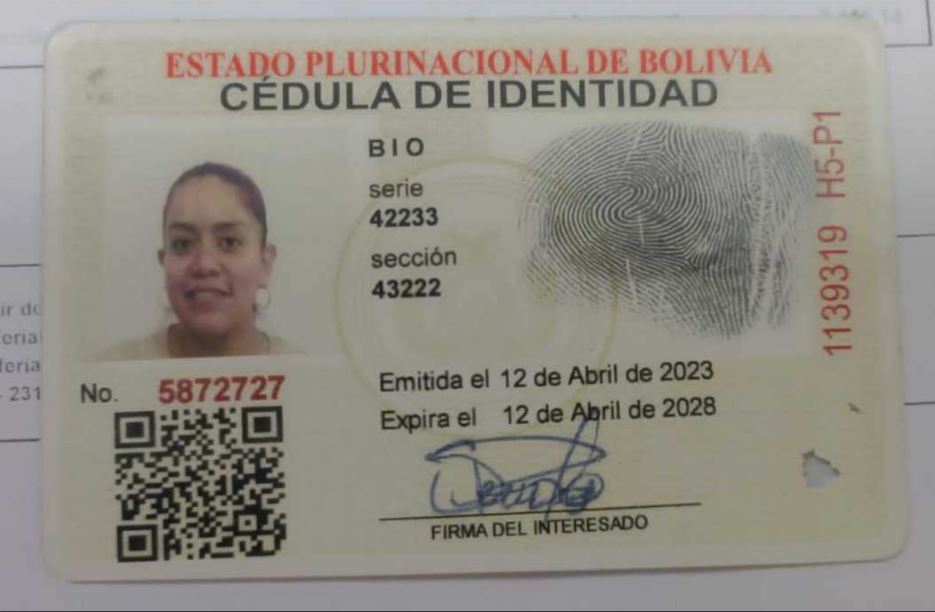 ESTADO PLURINACIONAL DE BOLIVIA
CÉDULA DE IDENTIDAD
BIO
serie
42233
sección
43222
1139319 H5-P1
No. 5872727
Emitida el 12 de Abril de 2023
Expira el 12 de Abril de 2028
FIRMA DEL INTERESADO
ir de
feria
feria
231